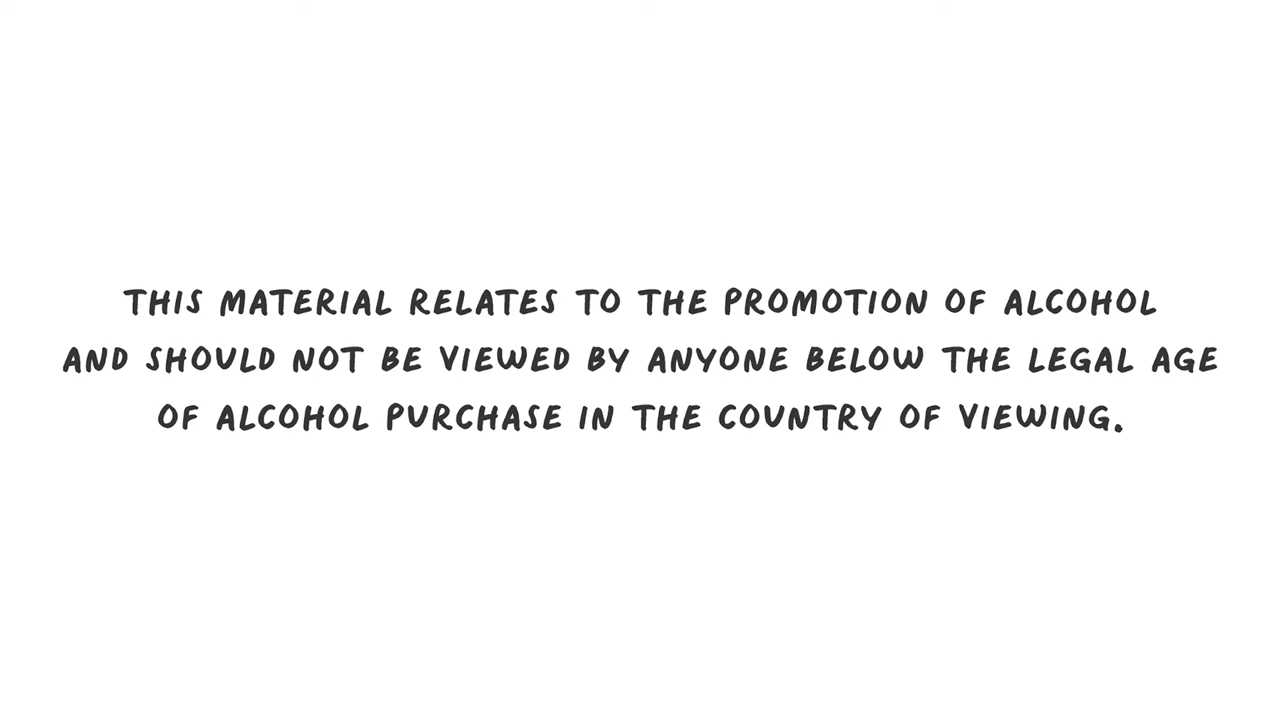 THIS MATERIAL RELATES TO THE PROMOTION OF ALCOHOL
AND SHOULD NOT BE VIEWED BY ANYONE BELOW THE LEGAL AGE
OF ALCOHOL PURCHASE IN THE COUNTRY OF VIEWING.